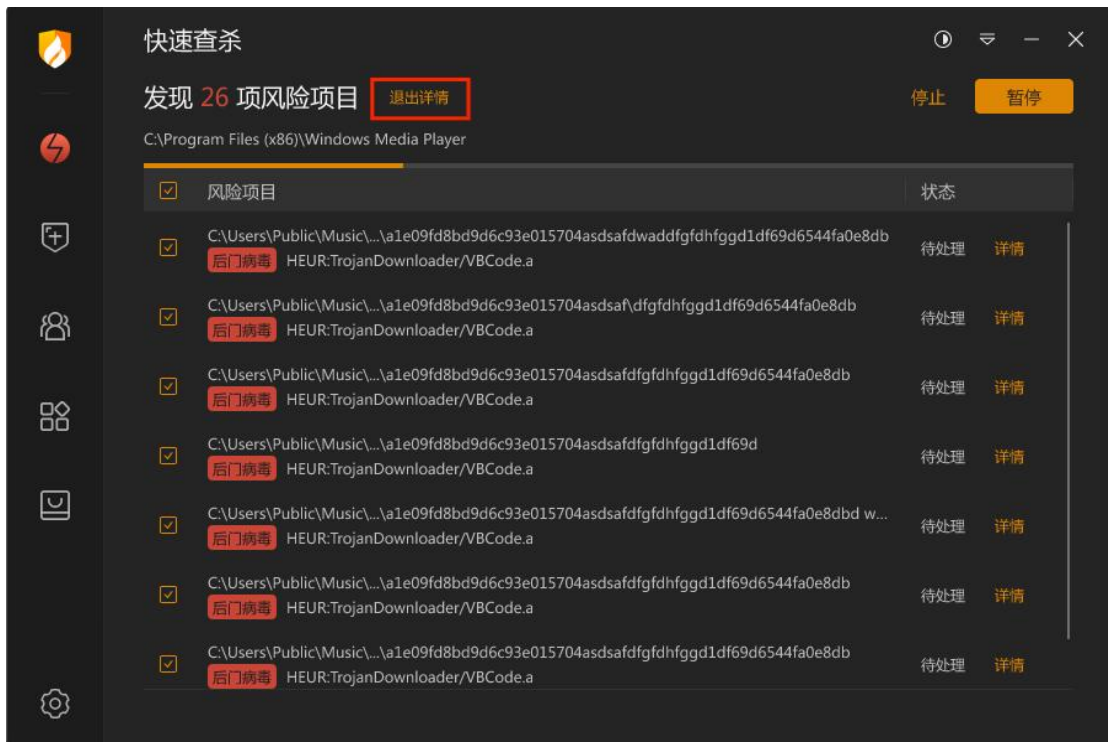 快速查杀
发现 26 项风险项目 退出详情 停止 暂停
C:\Program Files (x86)\Windows Media Player
风险项目 状态
C:\Users\Public\Music\...\a1e09fd8bd9d6c93e015704asdsafdwaddfgfdhfggd1df69d6544fa0e8db
后门病毒 HEUR:TrojanDownloader/VBCode.a 待处理 详情
C:\Users\Public\Music\...\a1e09fd8bd9d6c93e015704asdsaf\dfgfdhfggd1df69d6544fa0e8db
后门病毒 HEUR:TrojanDownloader/VBCode.a 待处理 详情
C:\Users\Public\Music\...\a1e09fd8bd9d6c93e015704asdsafdfgfdhfggd1df69d6544fa0e8db
后门病毒 HEUR:TrojanDownloader/VBCode.a 待处理 详情
C:\Users\Public\Music\...\a1e09fd8bd9d6c93e015704asdsafdfgfdhfggd1df69d
后门病毒 HEUR:TrojanDownloader/VBCode.a 待处理 详情
C:\Users\Public\Music\...\a1e09fd8bd9d6c93e015704asdsafdfgfdhfggd1df69d6544fa0e8dbd w...
后门病毒 HEUR:TrojanDownloader/VBCode.a 待处理 详情
C:\Users\Public\Music\...\a1e09fd8bd9d6c93e015704asdsafdfgfdhfggd1df69d6544fa0e8db
后门病毒 HEUR:TrojanDownloader/VBCode.a 待处理 详情
C:\Users\Public\Music\...\a1e09fd8bd9d6c93e015704asdsafdfgfdhfggd1df69d6544fa0e8db
后门病毒 HEUR:TrojanDownloader/VBCode.a 待处理 详情